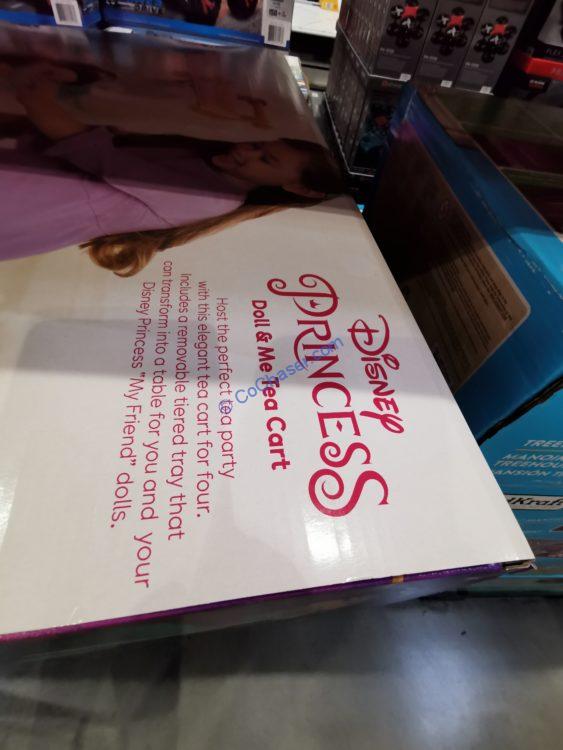 DISNEY
PRINCESS
Doll & Me Tea Cart
Host the perfect tea party
with this elegant tea cart for four.
Includes a removable tiered tray that
can transform into a table for you and your
Disney Princess "My Friend" dolls.
CoChaser.com
TREE
MANSION